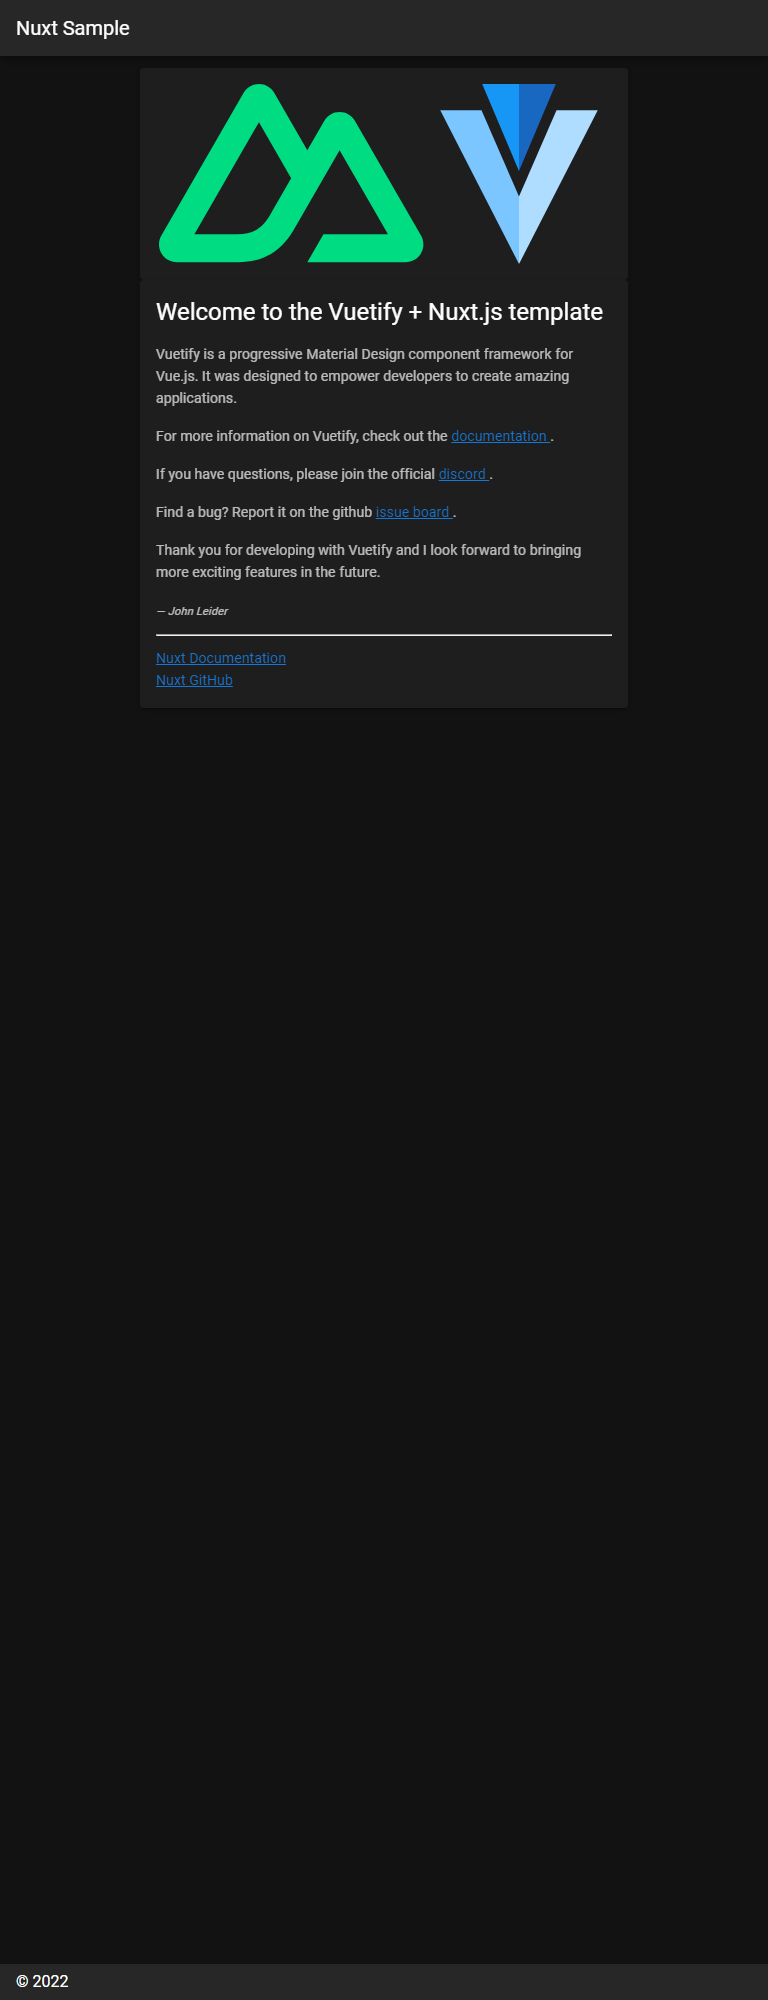 Nuxt Sample
Welcome to the Vuetify + Nuxt.js template
Vuetify is a progressive Material Design component framework for
Vue.js. It was designed to empower developers to create amazing
applications.
For more information on Vuetify, check out the documentation .
If you have questions, please join the official discord .
Find a bug? Report it on the github issue board .
Thank you for developing with Vuetify and I look forward to bringing
more exciting features in the future.
— John Leider
Nuxt Documentation
Nuxt GitHub
© 2022